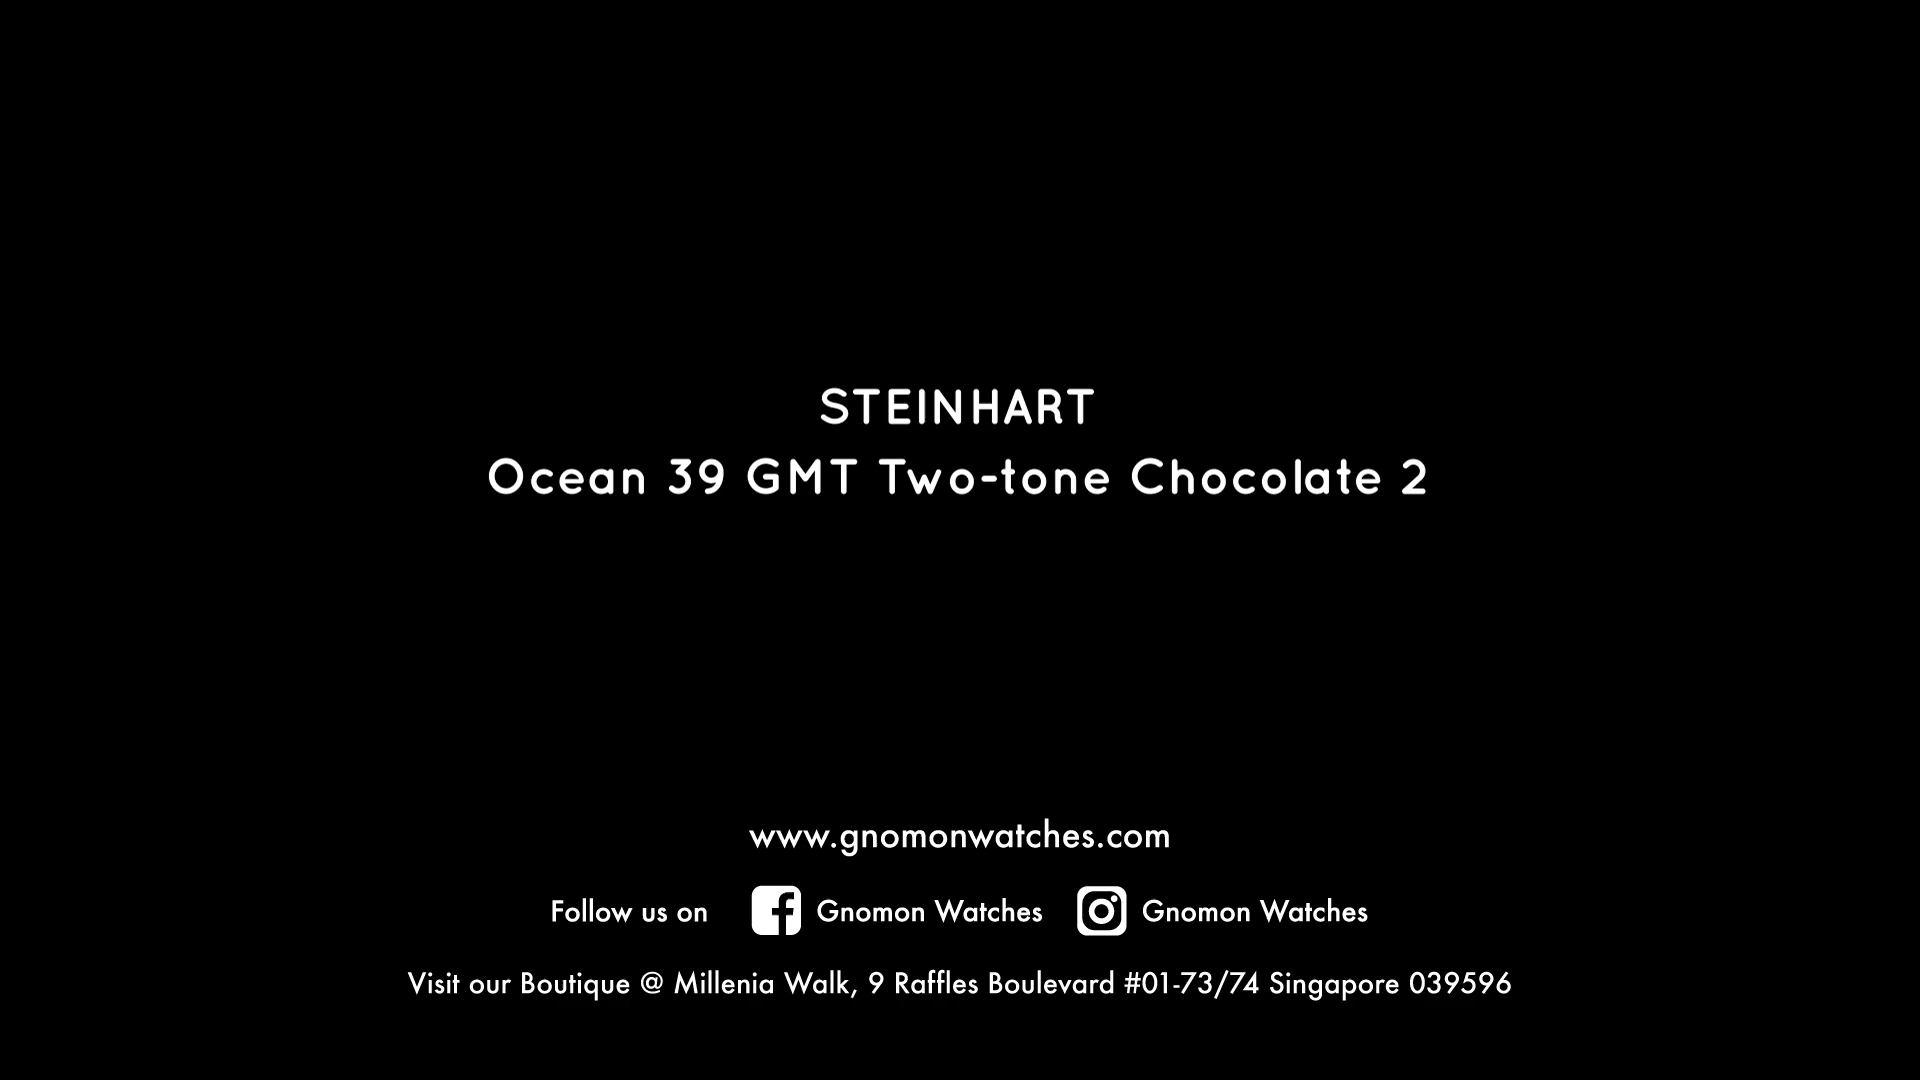 STEINHART
Ocean 39 GMT Two-tone Chocolate 2
www.gnomonwatches.com
Follow us on Gnomon Watches Gnomon Watches
Visit our Boutique @ Millenia Walk, 9 Raffles Boulevard #01-73/74 Singapore 039596